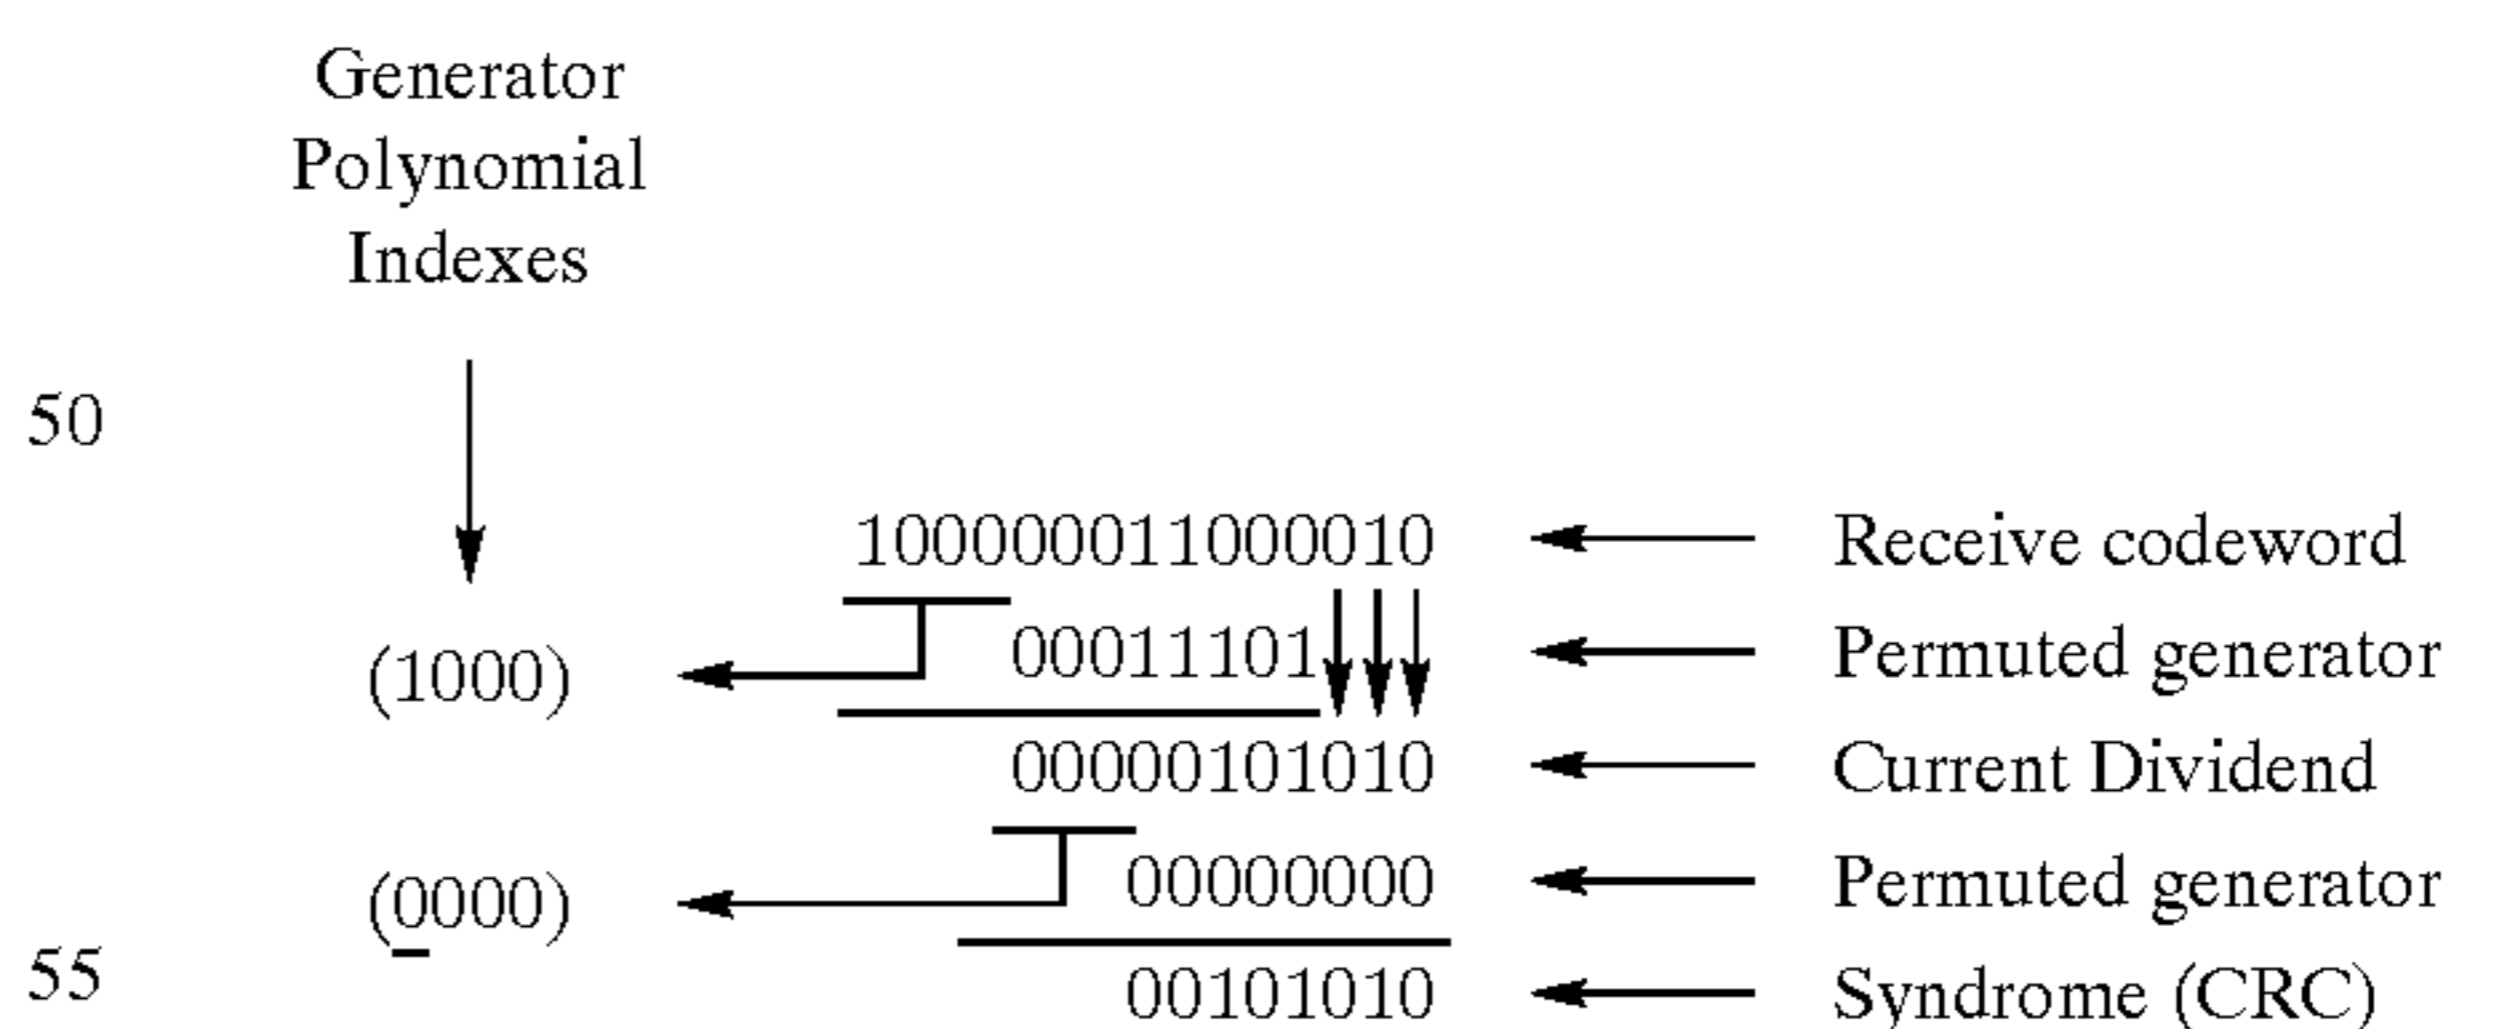 Generator
Polynomial
Indexes
50
100000011000010 Receive codeword
(1000) 00011101 Permuted generator
00000101010 Current Dividend
(0000) 00000000 Permuted generator
55 00101010 Syndrome (CRC)